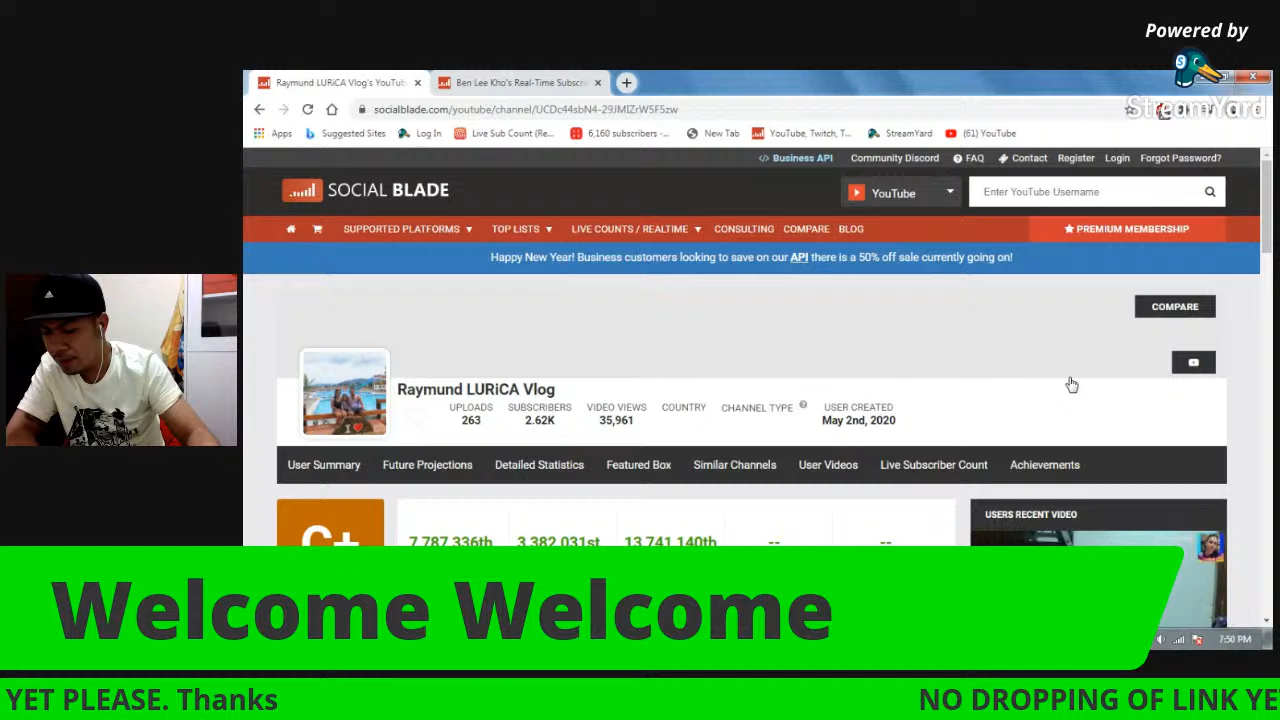 Powered by
StreamYard
Raymund LURiCA Vlog's YouTub
Ben Lee Kho's Real-Time Subscri
socialblade.com/youtube/channel/UCDc44sbN4-29JMIZrW5F5zw
Apps
Suggested Sites
Log In
Live Sub Count (Re...
6,160 subscribers -...
New Tab
YouTube, Twitch, T...
StreamYard
(61) YouTube
Business API
Community Discord
FAQ
Contact
Register
Login
Forgot Password?
SOCIAL BLADE
YouTube
Enter YouTube Username
SUPPORTED PLATFORMS
TOP LISTS
LIVE COUNTS / REALTIME
CONSULTING
COMPARE
BLOG
PREMIUM MEMBERSHIP
Happy New Year! Business customers looking to save on our API there is a 50% off sale currently going on!
COMPARE
Raymund LURiCA Vlog
UPLOADS
263
SUBSCRIBERS
2.62K
VIDEO VIEWS
35,961
COUNTRY
CHANNEL TYPE
USER CREATED
May 2nd, 2020
User Summary
Future Projections
Detailed Statistics
Featured Box
Similar Channels
User Videos
Live Subscriber Count
Achievements
C+
7,787,336th
3,382,031st
13,741,140th
--
--
USERS RECENT VIDEO
Welcome Welcome
7:50 PM
YET PLEASE. Thanks
NO DROPPING OF LINK YE